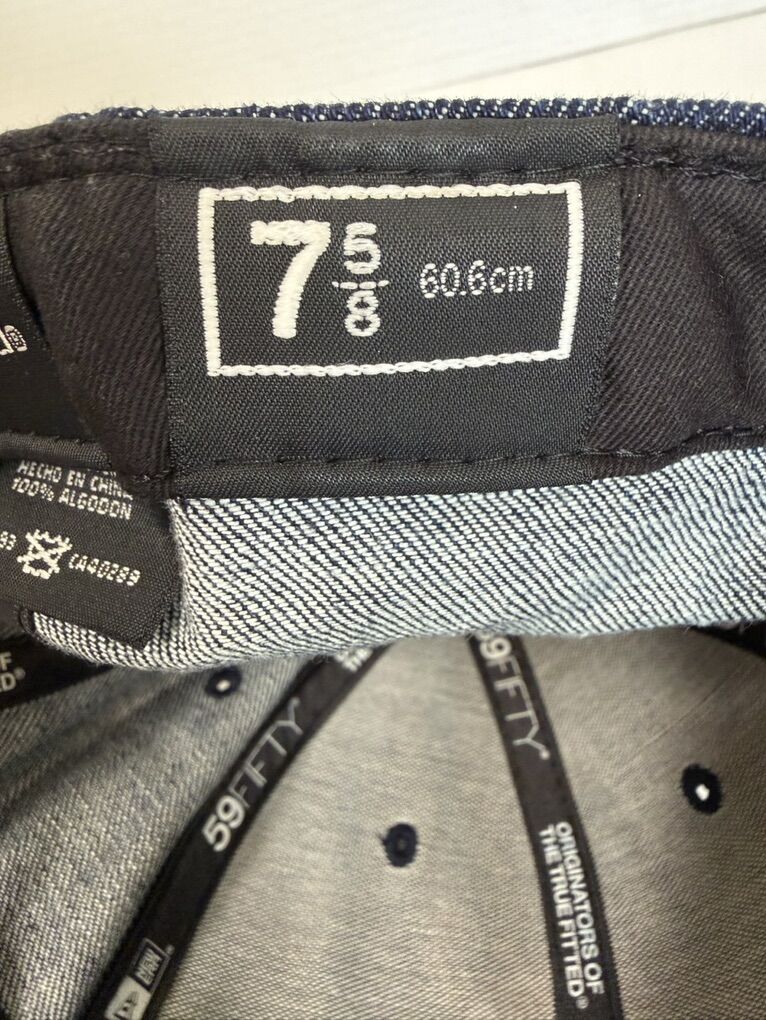 7 5/8 60.6cm
HECHO EN CHINA
100% ALGODON
CA40289
59FIFTY
59FIFTY
ORIGINATORS OF
THE TRUE FITTED®